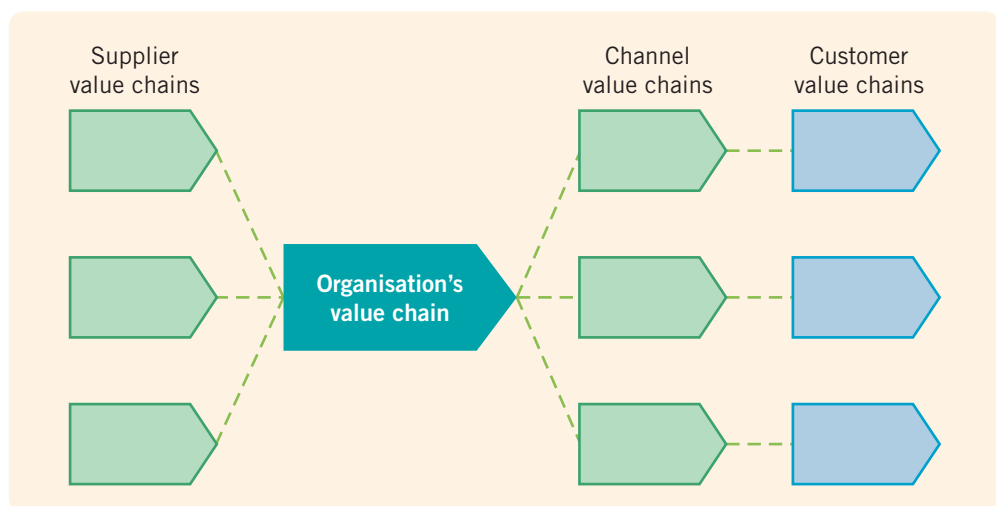 Supplier
value chains
Channel
value chains
Customer
value chains
Organisation's
value chain